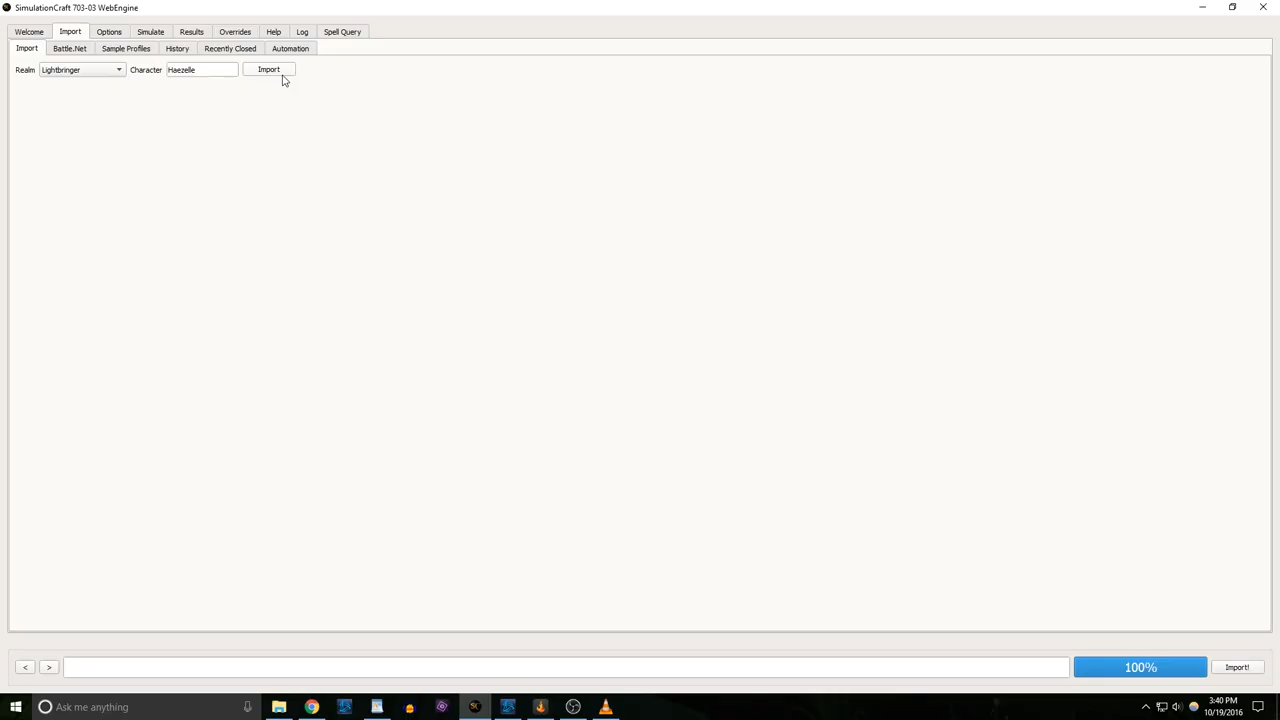 SimulationCraft 703-03 WebEngine
Welcome Import Options Simulate Results Overrides Help Log Spell Query
Import Battle.Net Sample Profiles History Recently Closed Automation
Realm Lightbringer Character Haezelle Import
< > 100% Import!
Ask me anything 3:40 PM
10/19/2016